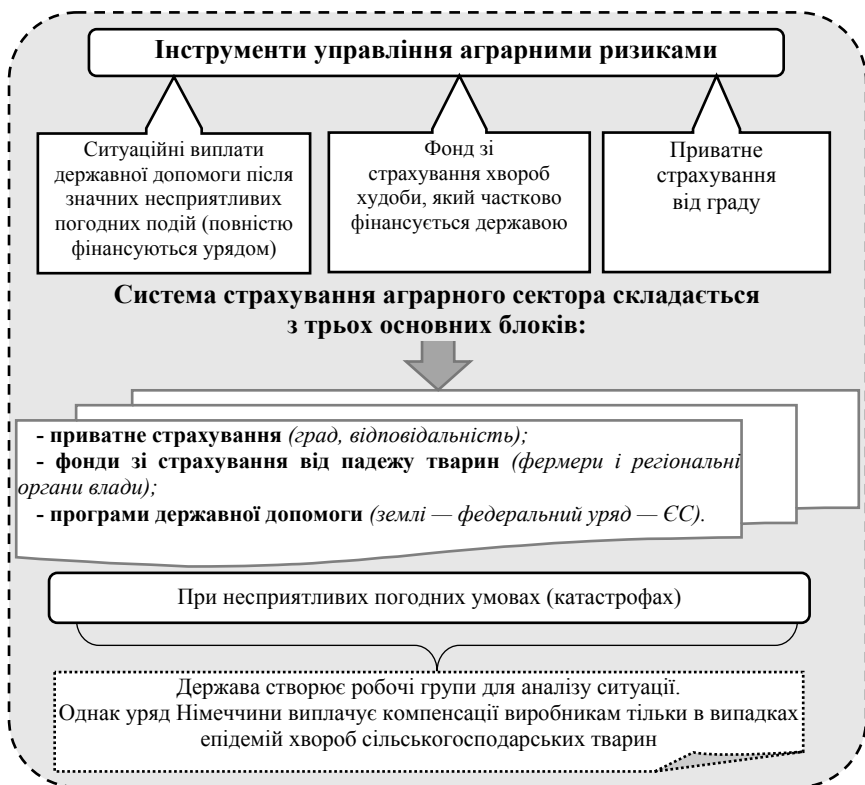 Інструменти управління аграрними ризиками
Ситуаційні виплати
державної допомоги після
значних несприятливих
погодних подій (повністю
фінансуються урядом)
Фонд зі
страхування хвороб
худоби, який частково
фінансується державою
Приватне
страхування
від граду
Система страхування аграрного сектора складається
з трьох основних блоків:
- приватне страхування (град, відповідальність);
- фонди зі страхування від падежу тварин (фермери і регіональні
органи влади);
- програми державної допомоги (землі — федеральний уряд — ЄС).
При несприятливих погодних умовах (катастрофах)
Держава створює робочі групи для аналізу ситуації.
Однак уряд Німеччини виплачує компенсації виробникам тільки в випадках
епідемій хвороб сільськогосподарських тварин